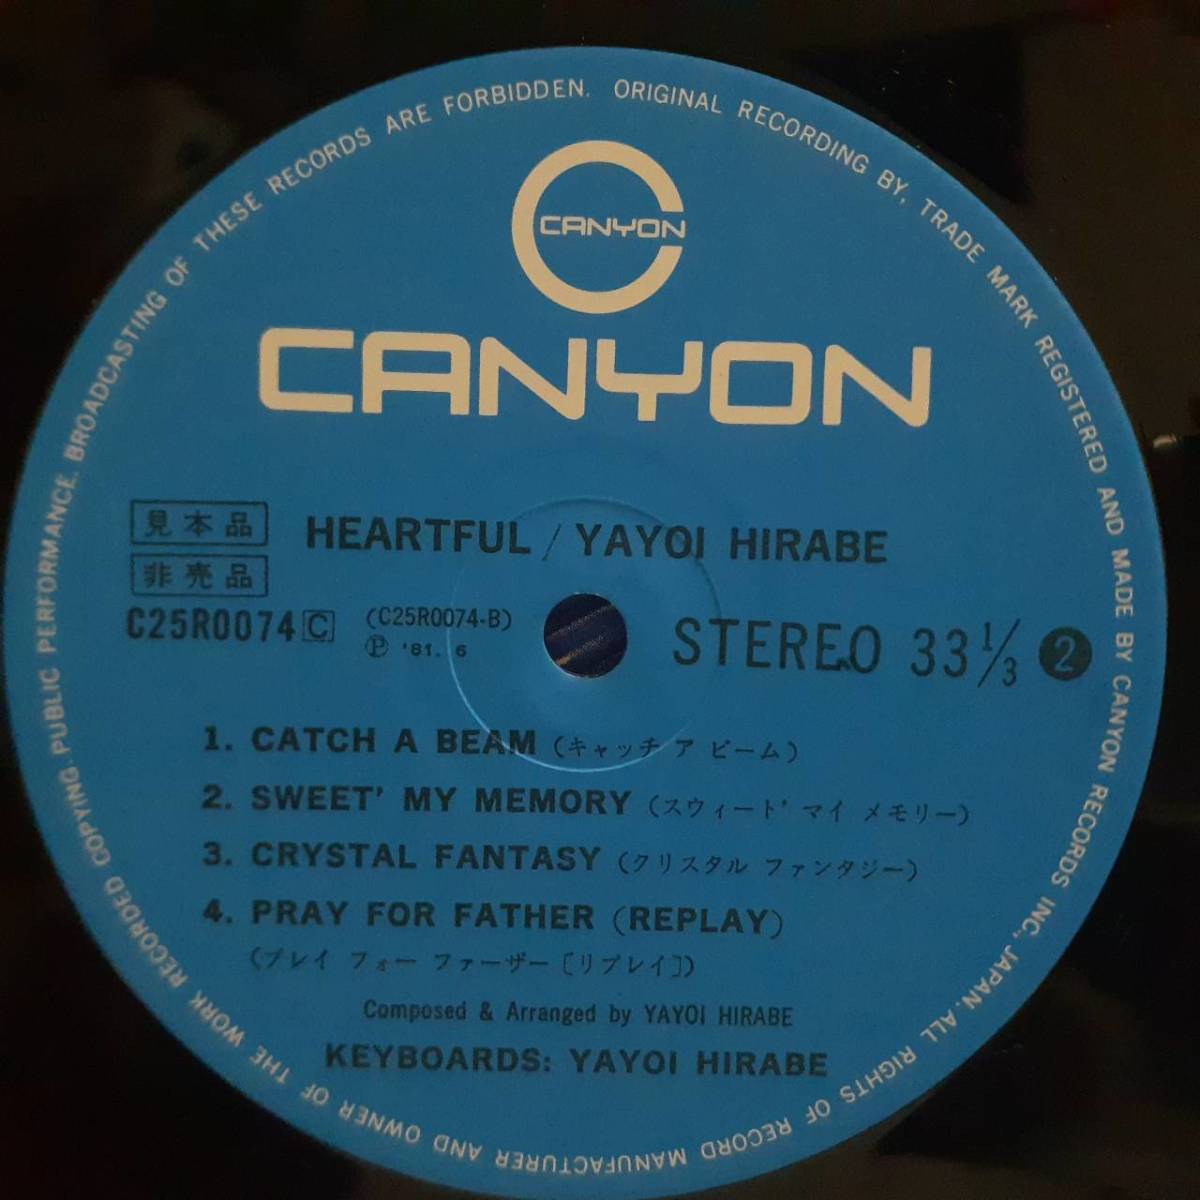 ORIGINAL RECORDING BY, TRADE MARK REGISTERED AND MADE BY CANYON RECORDS INC., JAPAN. ALL RIGHTS OF RECORD MANUFACTURER AND OWNER OF THE WORK RECORDED COPYING. PUBLIC PERFORMANCE. BROADCASTING OF THESE RECORDS ARE FORBIDDEN.
CANYON
CANYON
見本品
非売品
HEARTFUL / YAYOI HIRABE
C25R0074 C
(C25R0074-B)
Ⓟ '81. 6
STEREO 33 1/3 2
1. CATCH A BEAM (キャッチ ア ビーム)
2. SWEET' MY MEMORY (スウィート' マイ メモリー)
3. CRYSTAL FANTASY (クリスタル ファンタジー)
4. PRAY FOR FATHER (REPLAY)
(プレイ フォー ファーザー [リプレイ])
Composed & Arranged by YAYOI HIRABE
KEYBOARDS: YAYOI HIRABE